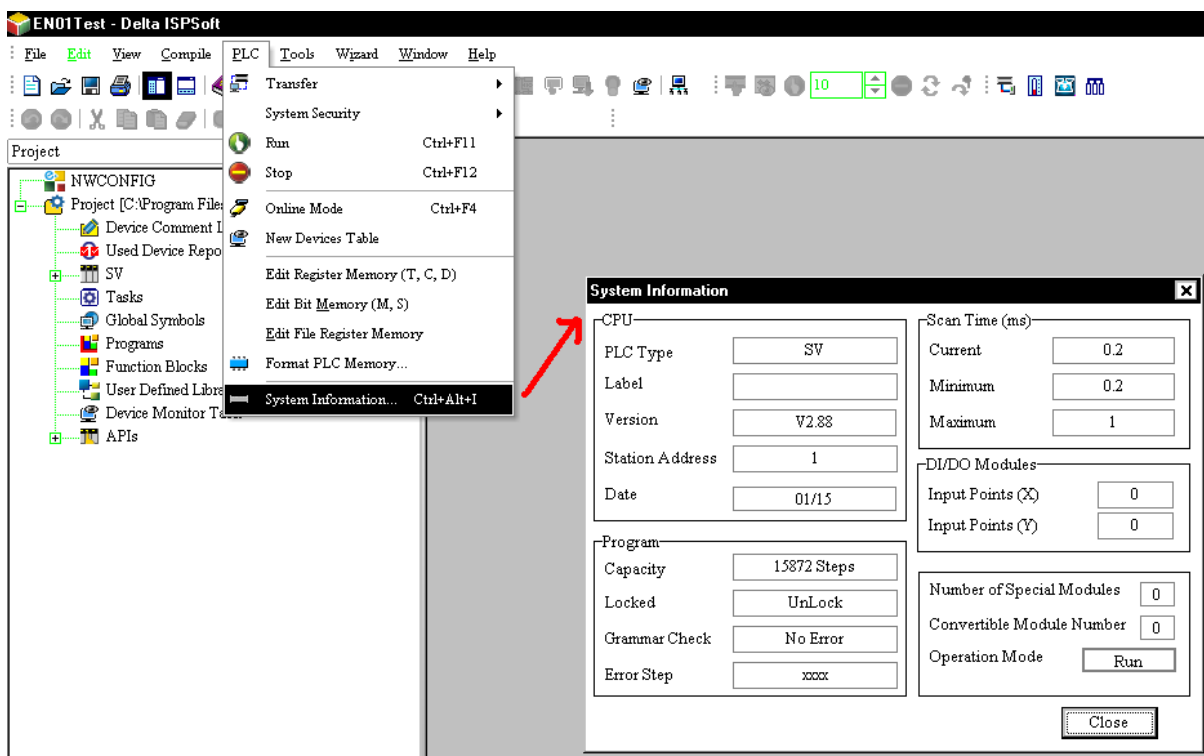 EN01Test - Delta ISPSoft
File Edit View Compile PLC Tools Wizard Window Help
10
Transfer
System Security
Run Ctrl+F11
Stop Ctrl+F12
Online Mode Ctrl+F4
New Devices Table
Edit Register Memory (T, C, D)
Edit Bit Memory (M, S)
Edit File Register Memory
Format PLC Memory...
System Information... Ctrl+Alt+I
Project
NWCONFIG
Project [C:\Program Files
Device Comment L
Used Device Repo
SV
Tasks
Global Symbols
Programs
Function Blocks
User Defined Libra
Device Monitor Ta
APIs
System Information
CPU
PLC Type SV
Label
Version V2.88
Station Address 1
Date 01/15
Program
Capacity 15872 Steps
Locked UnLock
Grammar Check No Error
Error Step xxxx
Scan Time (ms)
Current 0.2
Minimum 0.2
Maximum 1
DI/DO Modules
Input Points (X) 0
Input Points (Y) 0
Number of Special Modules 0
Convertible Module Number 0
Operation Mode Run
Close